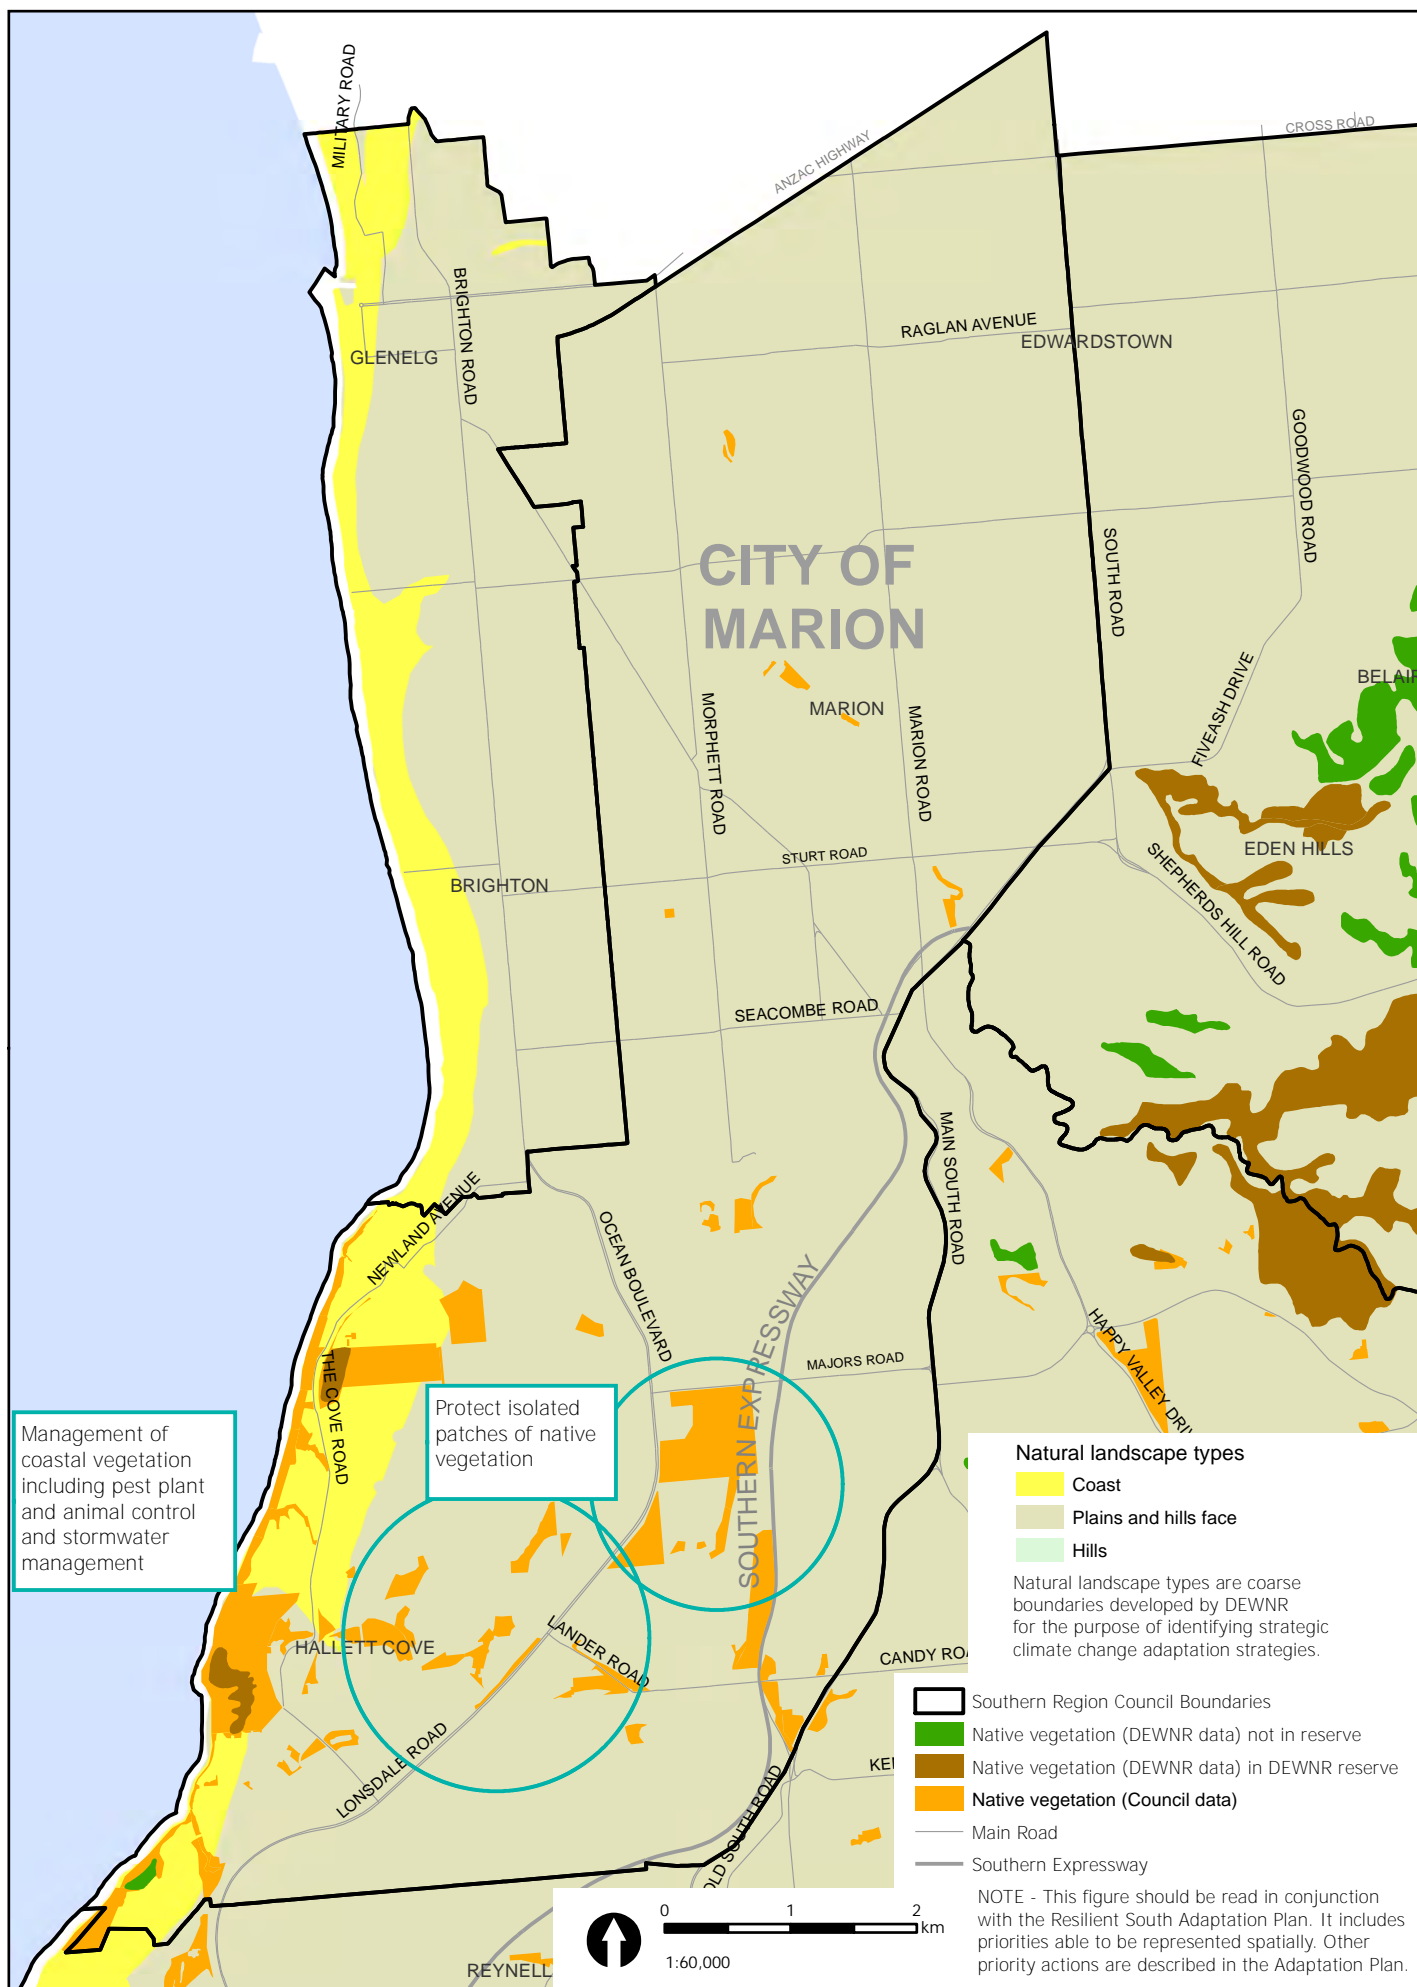 MILITARY ROAD
ANZAC HIGHWAY
CROSS ROAD
BRIGHTON ROAD
GLENELG
RAGLAN AVENUE
EDWARDSTOWN
GOODWOOD ROAD
CITY OF
MARION
SOUTH ROAD
FIVEASH DRIVE
BELAIR
MORPHETT ROAD
MARION
MARION ROAD
STURT ROAD
EDEN HILLS
SHEPHERDS HILL ROAD
BRIGHTON
SEACOMBE ROAD
MAIN SOUTH ROAD
NEWLAND AVENUE
OCEAN BOULEVARD
SOUTHERN EXPRESSWAY
HAPPY VALLEY DRIV
MAJORS ROAD
THE COVE ROAD
Management of
coastal vegetation
including pest plant
and animal control
and stormwater
management
Protect isolated
patches of native
vegetation
HALLETT COVE
LANDER ROAD
CANDY ROA
LONSDALE ROAD
OLD SOUTH ROAD
KE
REYNELL
Natural landscape types
Coast
Plains and hills face
Hills
Natural landscape types are coarse
boundaries developed by DEWNR
for the purpose of identifying strategic
climate change adaptation strategies.
Southern Region Council Boundaries
Native vegetation (DEWNR data) not in reserve
Native vegetation (DEWNR data) in DEWNR reserve
Native vegetation (Council data)
Main Road
Southern Expressway
NOTE - This figure should be read in conjunction
with the Resilient South Adaptation Plan. It includes
priorities able to be represented spatially. Other
priority actions are described in the Adaptation Plan.
0 1 2
km
1:60,000